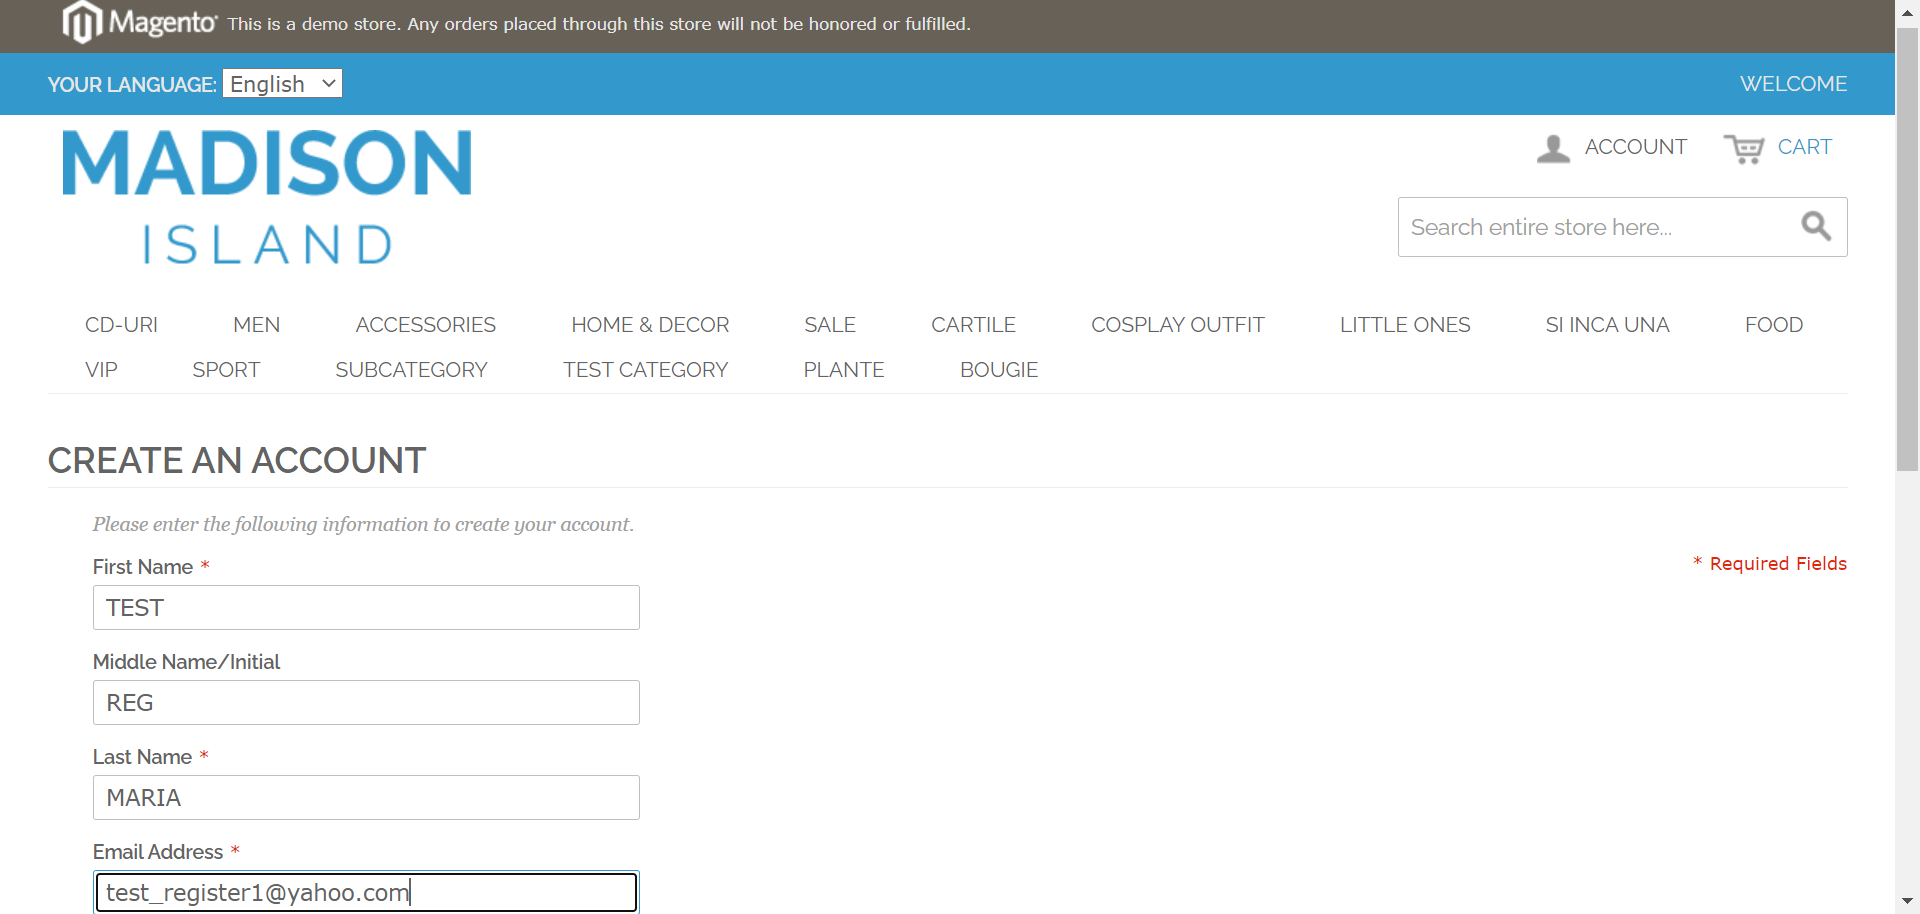 Magento This is a demo store. Any orders placed through this store will not be honored or fulfilled.
YOUR LANGUAGE: English WELCOME
MADISON
ISLAND
ACCOUNT CART
Search entire store here...
CD-URI MEN ACCESSORIES HOME & DECOR SALE CARTILE COSPLAY OUTFIT LITTLE ONES SI INCA UNA FOOD
VIP SPORT SUBCATEGORY TEST CATEGORY PLANTE BOUGIE
CREATE AN ACCOUNT
Please enter the following information to create your account.
First Name *
* Required Fields
TEST
Middle Name/Initial
REG
Last Name *
MARIA
Email Address *
test_register1@yahoo.com